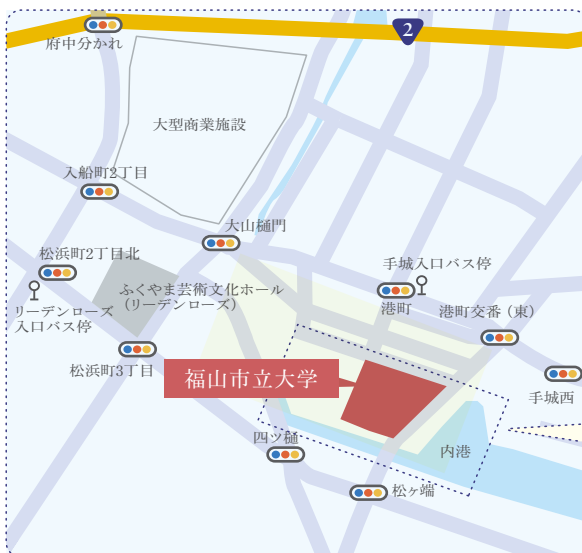 2
府中分かれ
大型商業施設
入船町2丁目
大山樋門
松浜町2丁目北
手城入口バス停
ふくやま芸術文化ホール
（リーデンローズ）
リーデンローズ
入口バス停
港町
港町交番（東）
松浜町3丁目
福山市立大学
手城西
四ツ樋
内港
松ヶ端